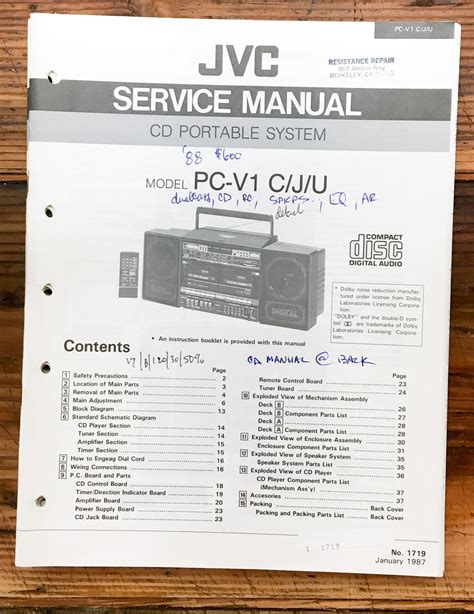 PC-V1 C/J/U
JVC
RESISTANCE REPAIR
BERKELEY, CA
SERVICE MANUAL
CD PORTABLE SYSTEM
'88 $600
MODEL PC-V1 C/J/U
dual cass, CD, RC, SPKRS, EQ, AR
detach
COMPACT
disc
DIGITAL AUDIO
* Dolby noise reduction manufactured under license from Dolby Laboratories Licensing Corporation.
"DOLBY" and the double-D symbol are trademarks of Dolby Laboratories Licensing Corporation.
• An instruction booklet is provided with this manual
Contents
CD MANUAL @ BACK
Page
1 Safety Precautions 2
2 Location of Main Parts 3
3 Removal of Main Parts 4
4 Main Adjustment 6
5 Block Diagram 13
6 Standard Schematic Diagram
CD Player Section 14
Tuner Section 14
Amplifier Section 15
Timer Section 15
7 How to Engeag Dial Cord 16
8 Wiring Connections 16
9 P.C. Board and Parts
CD Control Board 18
Timer/Direction Indicator Board 19
Amplifier Board 20
Power Supply Board 23
CD Jack Board 23
Page
Remote Control Board 23
Tuner Board 24
10 Exploded View of Mechanism Assembly
Deck B 26
Deck B Component Parts List
Deck A
Deck A Component Parts List
11 Exploded View of Enclosure Assembly
Enclosure Component Parts List
12 Exploded View of Speaker System
Speaker Component Parts List
13 Exploded View of CD Player
CD Player Component Parts List
(Mechanism Ass'y) 37
14 Accesories 37
15 Packing Back Cover
Packing and Packing Parts List Back Cover
1 1719
No. 1719
January 1987